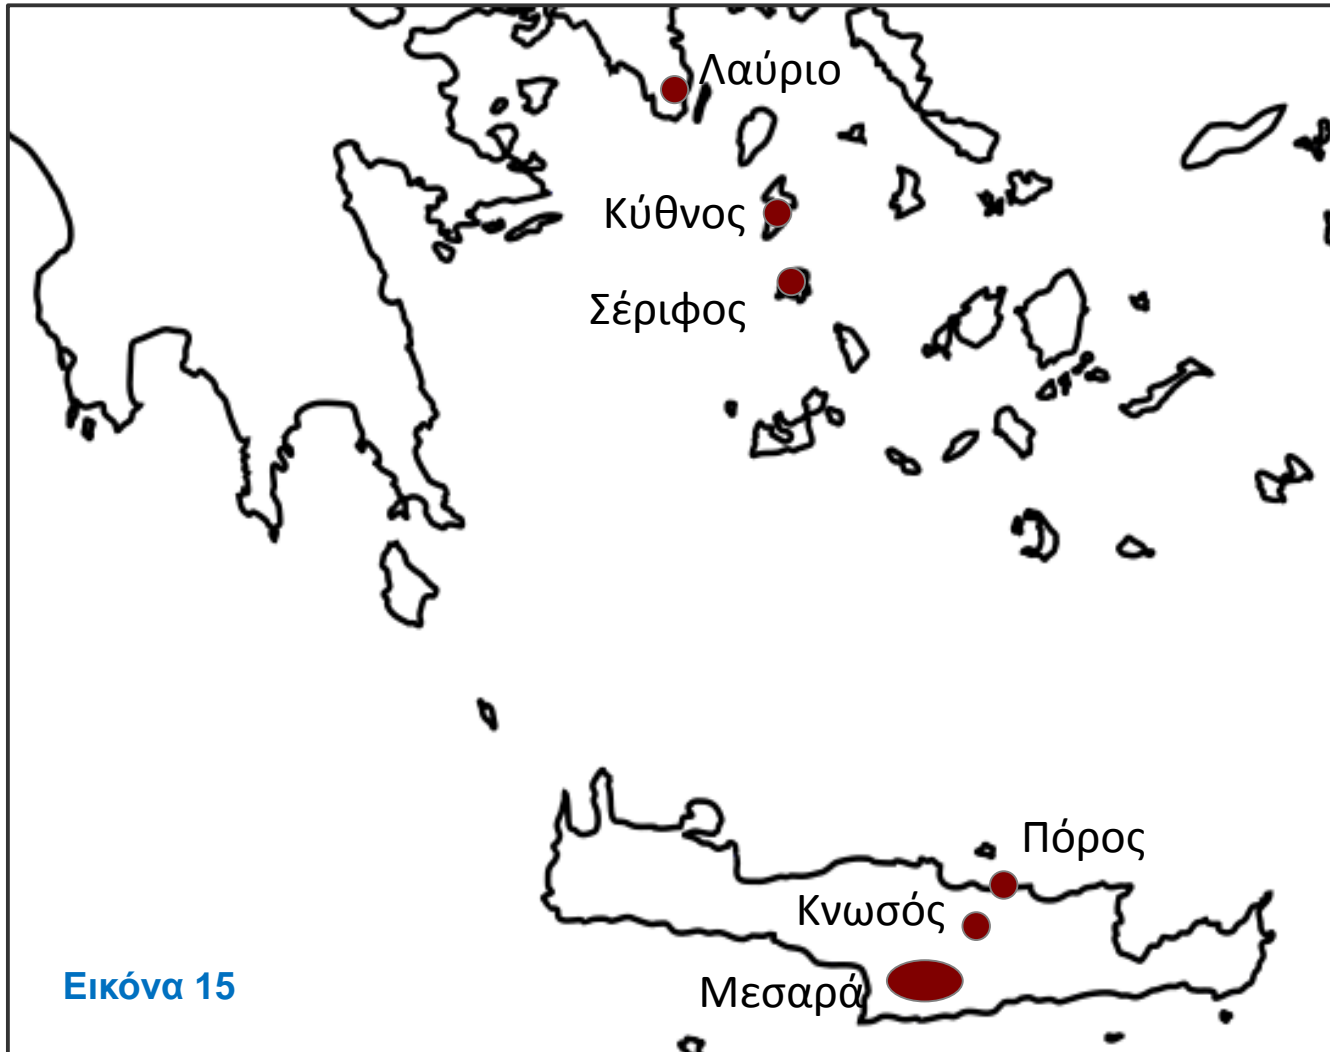 Λαύριο
Κύθνος
Σέριφος
Πόρος
Κνωσός
Μεσαρά
Εικόνα 15